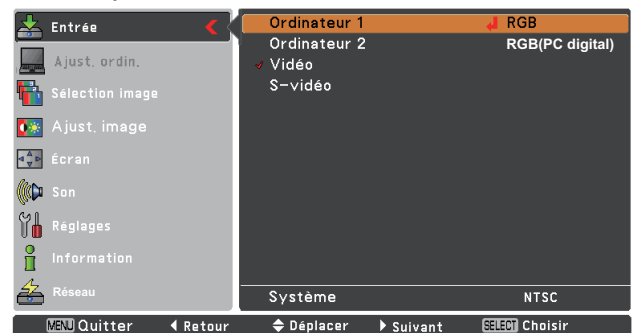 Entrée
Ajust. ordin.
Sélection image
Ajust. image
Écran
Son
Réglages
Information
Réseau
Ordinateur 1 RGB
Ordinateur 2 RGB(PC digital)
Vidéo
S-vidéo
Système NTSC
MENU Quitter Retour Déplacer Suivant SELECT Choisir